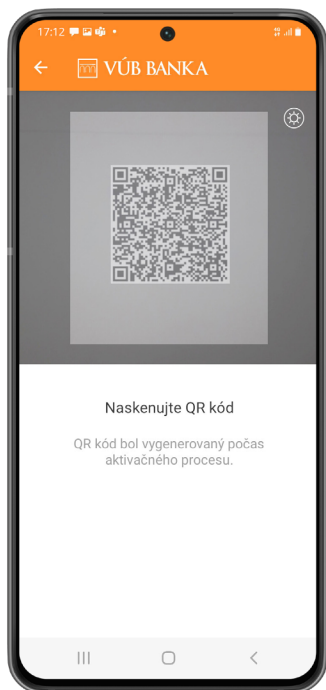 17:12
VÚB BANKA
Naskenujte QR kód
QR kód bol vygenerovaný počas
aktivačného procesu.